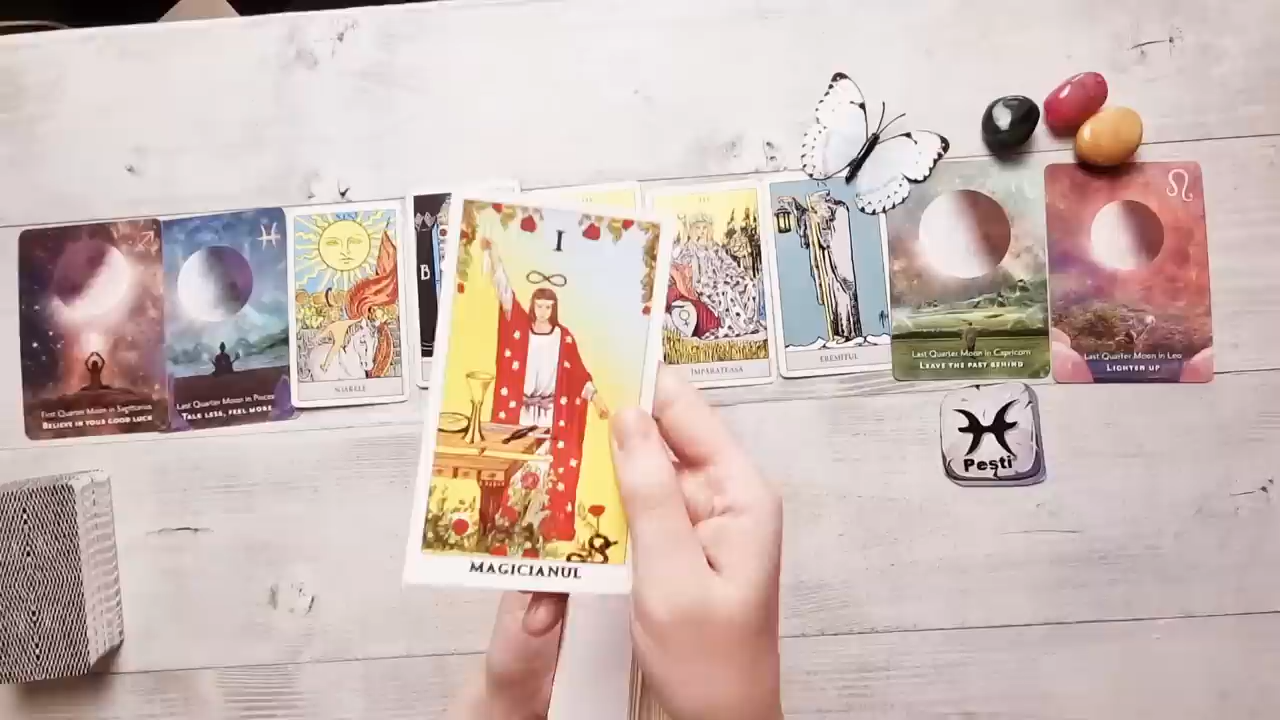 First Quarter Moon in Sagittarius
BELIEVE IN YOUR GOOD LUCK
Last Quarter Moon in Pisces
TALK LESS, FEEL MORE
SOARELE
B
III
IMPARATEASA
EREMITUL
Last Quarter Moon in Capricorn
LEAVE THE PAST BEHIND
Last Quarter Moon in Leo
LIGHTEN UP
I
MAGICIANUL
Pești